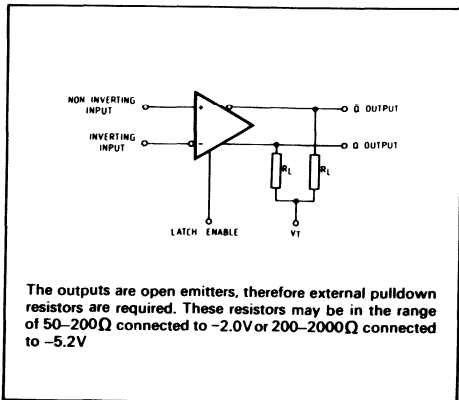 NON INVERTING
INPUT
INVERTING
INPUT
+
−
Q̄ OUTPUT
Q OUTPUT
RL
RL
LATCH ENABLE
VT
The outputs are open emitters, therefore external pulldown
resistors are required. These resistors may be in the range
of 50–200Ω connected to −2.0V or 200–2000Ω connected
to −5.2V